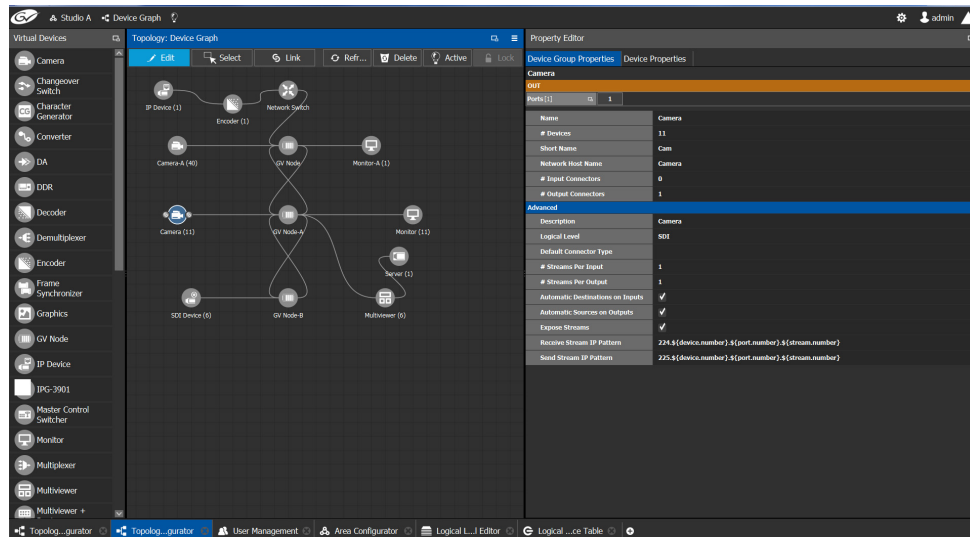 GV Studio A Device Graph admin
Virtual Devices
Camera
Changeover
Switch
CG Character
Generator
Converter
DA
DDR
Decoder
Demultiplexer
Encoder
Frame
Synchronizer
Graphics
GV Node
IP Device
IPG-3901
Master Control
Switcher
Monitor
Multiplexer
Multiviewer
Multiviewer +
Topology: Device Graph
Edit Select Link Refr... Delete Active Lock
IP Device (1)
Encoder (1)
Network Switch
Camera-A (40)
GV Node
Monitor-A (1)
Camera (11)
GV Node-A
Monitor (11)
Server (1)
SDI Device (6)
GV Node-B
Multiviewer (6)
Property Editor
Device Group Properties Device Properties
Camera
OUT
Ports [1] 1
Name Camera
# Devices 11
Short Name Cam
Network Host Name Camera
# Input Connectors 0
# Output Connectors 1
Advanced
Description Camera
Logical Level SDI
Default Connector Type
# Streams Per Input 1
# Streams Per Output 1
Automatic Destinations on Inputs
Automatic Sources on Outputs
Expose Streams
Receive Stream IP Pattern 224.${device.number}.${port.number}.${stream.number}
Send Stream IP Pattern 225.${device.number}.${port.number}.${stream.number}
Topolog...gurator Topolog...gurator User Management Area Configurator Logical L...l Editor Logical ...ce Table